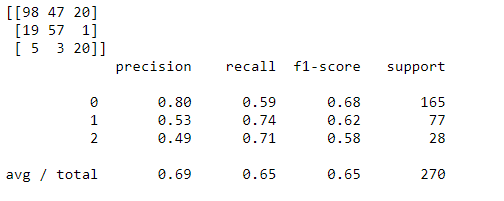 [[98 47 20]
 [19 57  1]
 [ 5  3 20]]
             precision    recall  f1-score   support

          0       0.80      0.59      0.68       165
          1       0.53      0.74      0.62        77
          2       0.49      0.71      0.58        28

avg / total       0.69      0.65      0.65       270